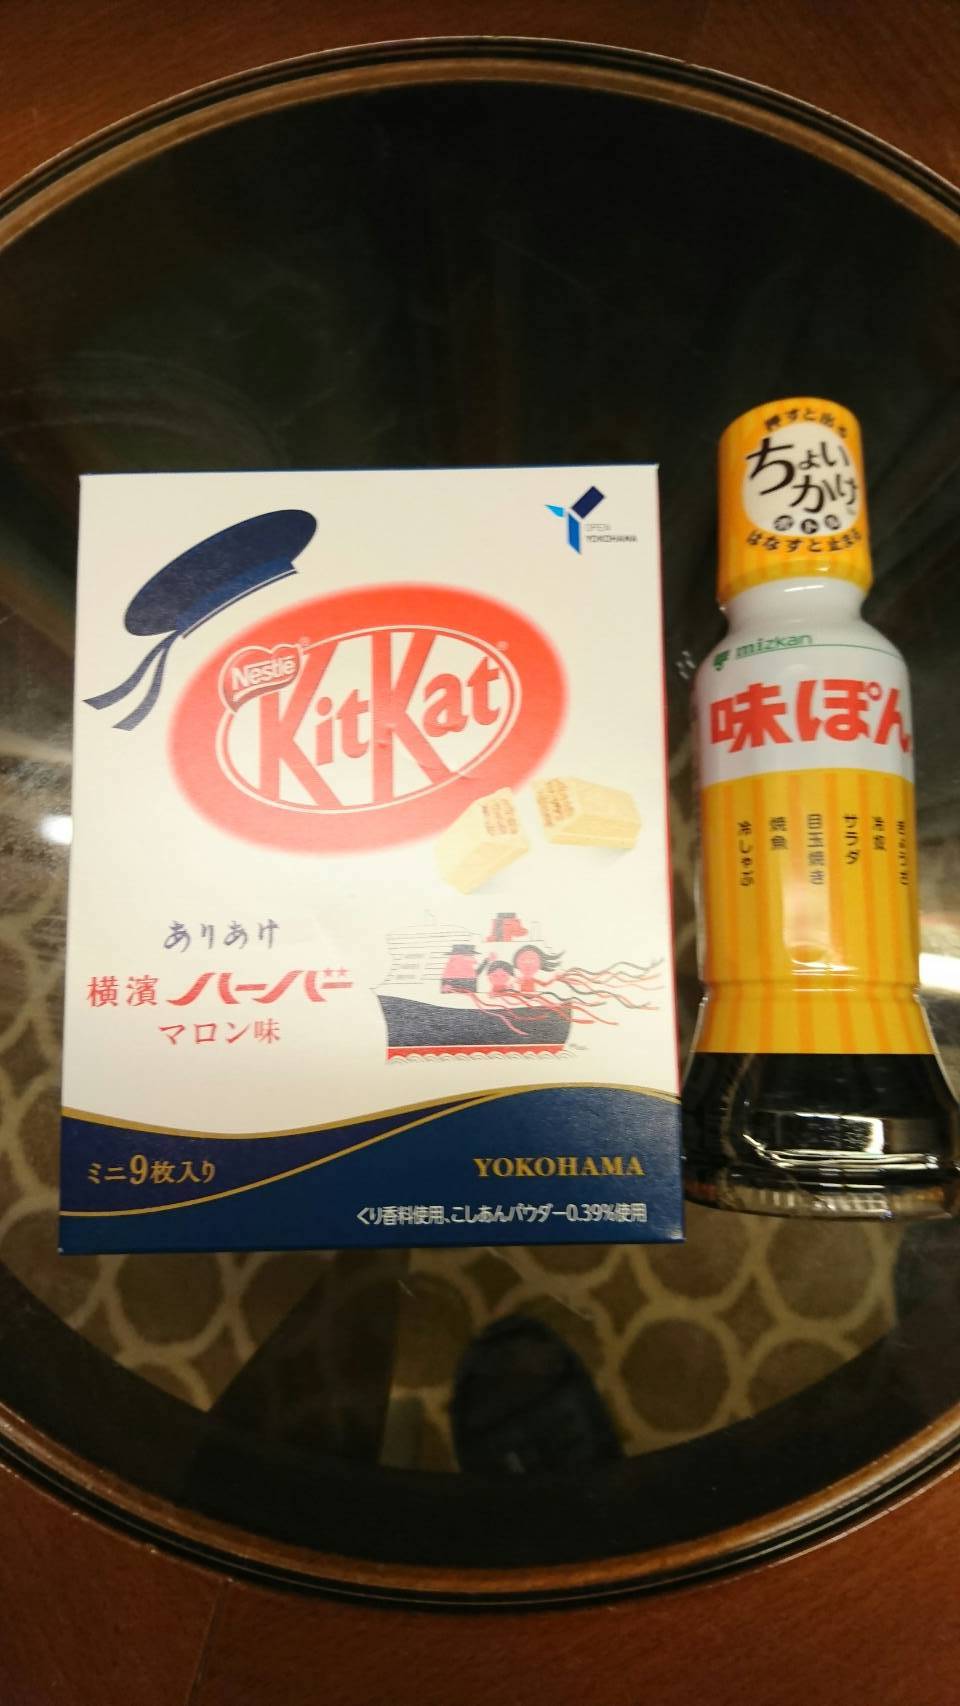 OPEN
YOKOHAMA
Nestlé
KitKat
ありあけ
横濱ハーバー
マロン味
ミニ9枚入り
YOKOHAMA
くり香料使用、こしあんパウダー0.39%使用
押すと出る
ちょい
かけ
ボトル
はなすと止まる
mizkan
味ぽん
冷奴
サラダ
目玉焼き
焼魚
冷しゃぶ